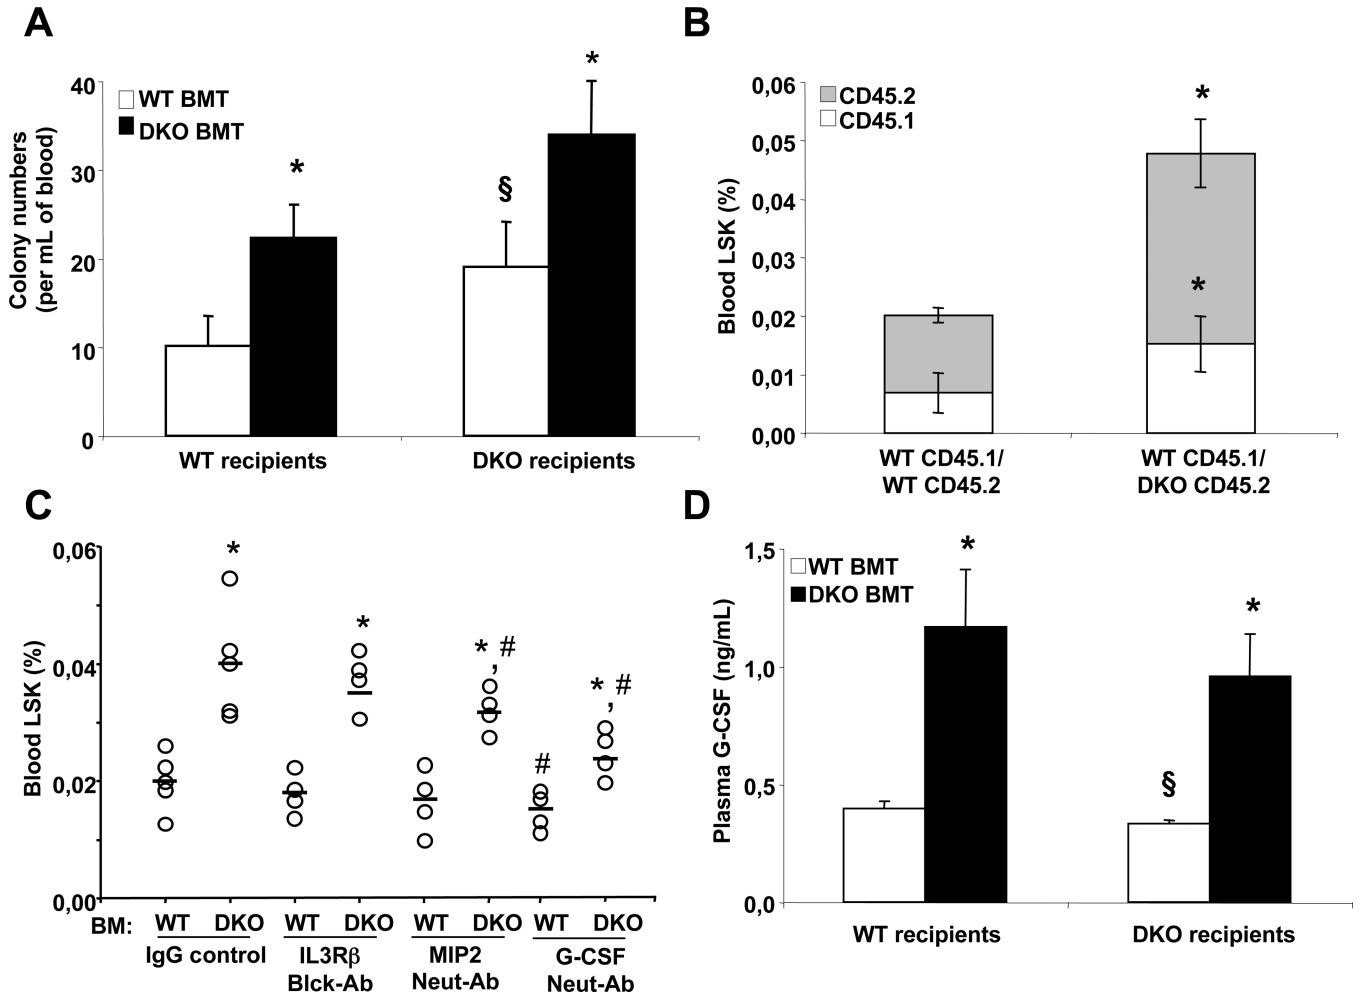 A
Colony numbers
(per mL of blood)
40
30
20
10
0
WT BMT
DKO BMT
*
§
*
WT recipients
DKO recipients
B
Blood LSK (%)
0,06
0,05
0,04
0,03
0,02
0,01
0,00
CD45.2
CD45.1
*
*
WT CD45.1/
WT CD45.2
WT CD45.1/
DKO CD45.2
C
Blood LSK (%)
0,06
0,04
0,02
0,00
*
*
*,#
#
*,#
BM: WT DKO WT DKO WT DKO WT DKO
IgG control
IL3Rβ
Blck-Ab
MIP2
Neut-Ab
G-CSF
Neut-Ab
D
Plasma G-CSF (ng/mL)
1,5
1,0
0,5
0,0
WT BMT
DKO BMT
*
§
*
WT recipients
DKO recipients